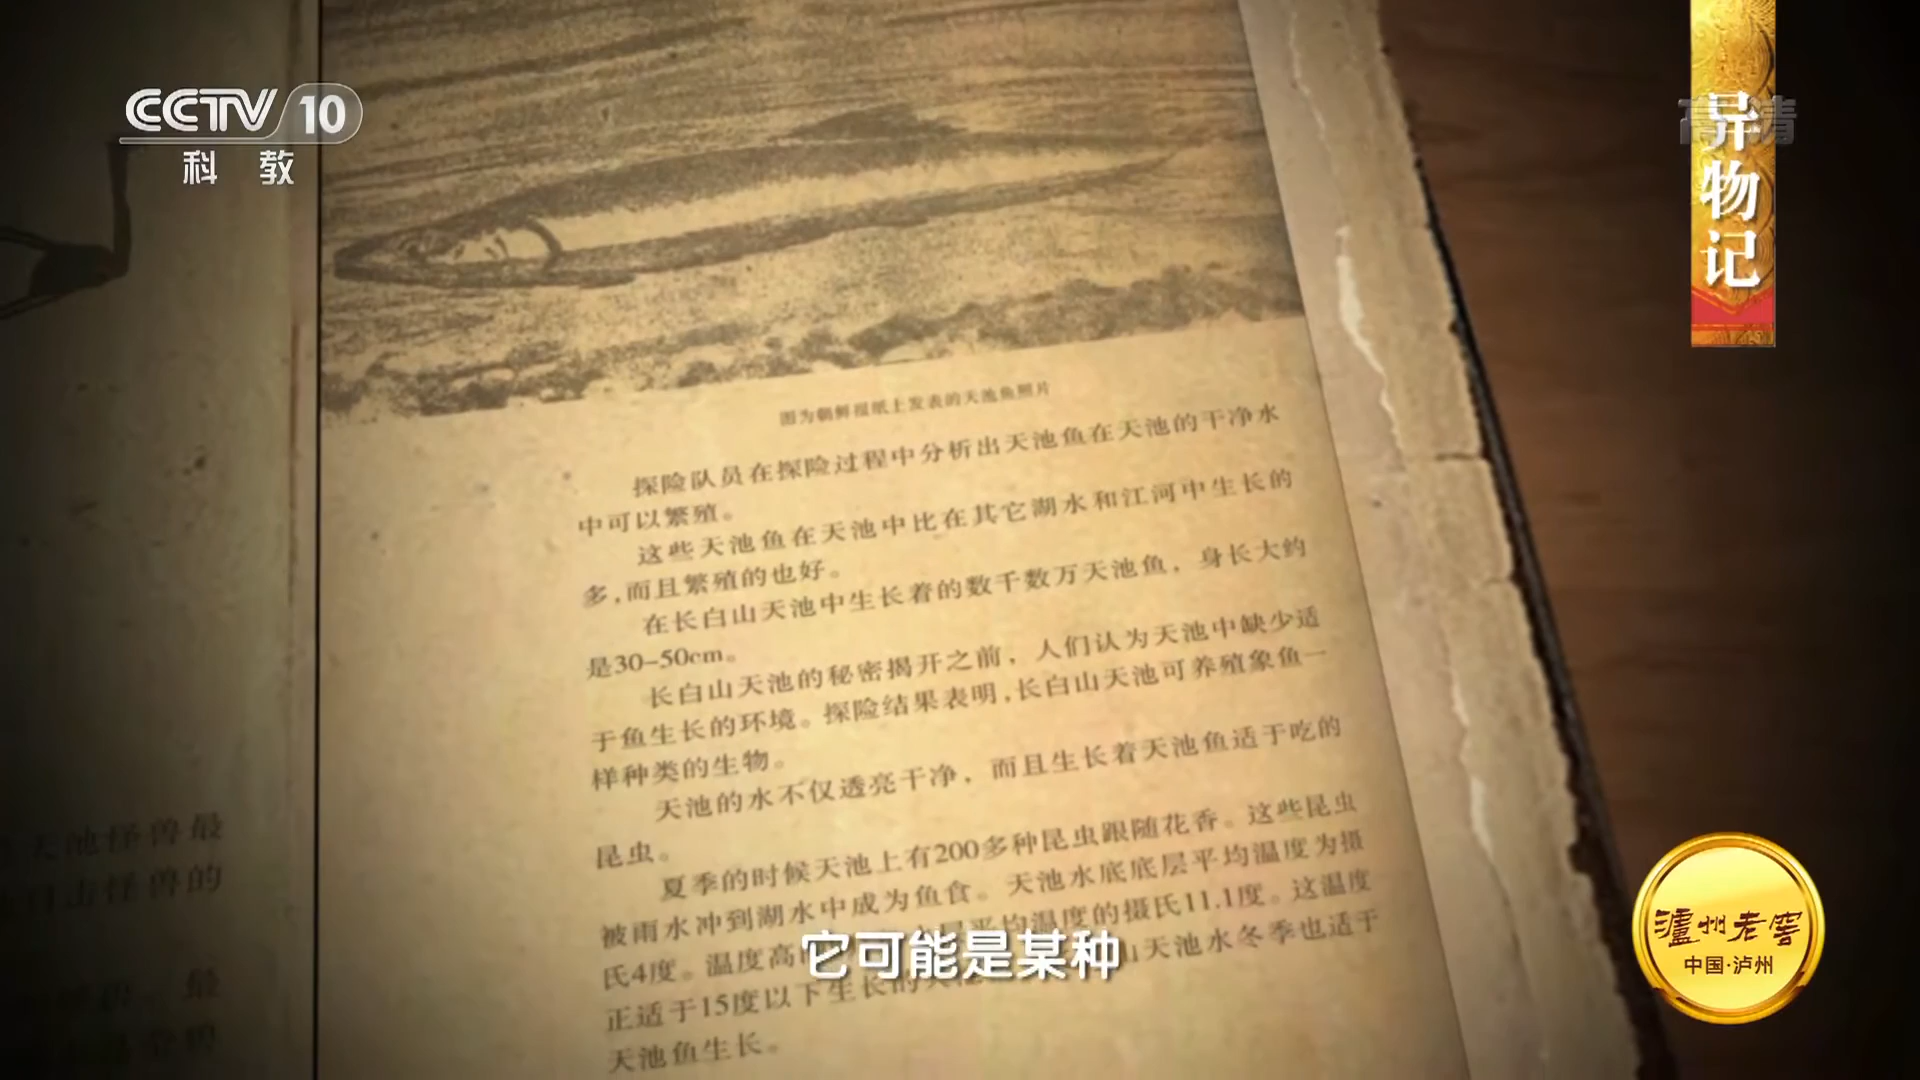 CCTV 10
科 教
高清
异物记
图为朝鲜报纸上发表的天池鱼照片
探险队员在探险过程中分析出天池鱼在天池的干净水
中可以繁殖。
这些天池鱼在天池中比在其它湖水和江河中生长的
多，而且繁殖的也好。
在长白山天池中生长着的数千数万天池鱼，身长大约
是30-50cm。
长白山天池的秘密揭开之前，人们认为天池中缺少适
于鱼生长的环境。探险结果表明，长白山天池可养殖象鱼一
样种类的生物。
天池的水不仅透亮干净，而且生长着天池鱼适于吃的
昆虫。
夏季的时候天池上有200多种昆虫跟随花香。这些昆虫
被雨水冲到湖水中成为鱼食。天池水底底层平均温度为摄
氏4度。温度高 层平均温度的摄氏11.1度。这温度
正适于15度以下生长的 山天池水冬季也适于
天池鱼生长。
天池怪兽最
目击怪兽的
最
它可能是某种
泸州老窖
中国·泸州